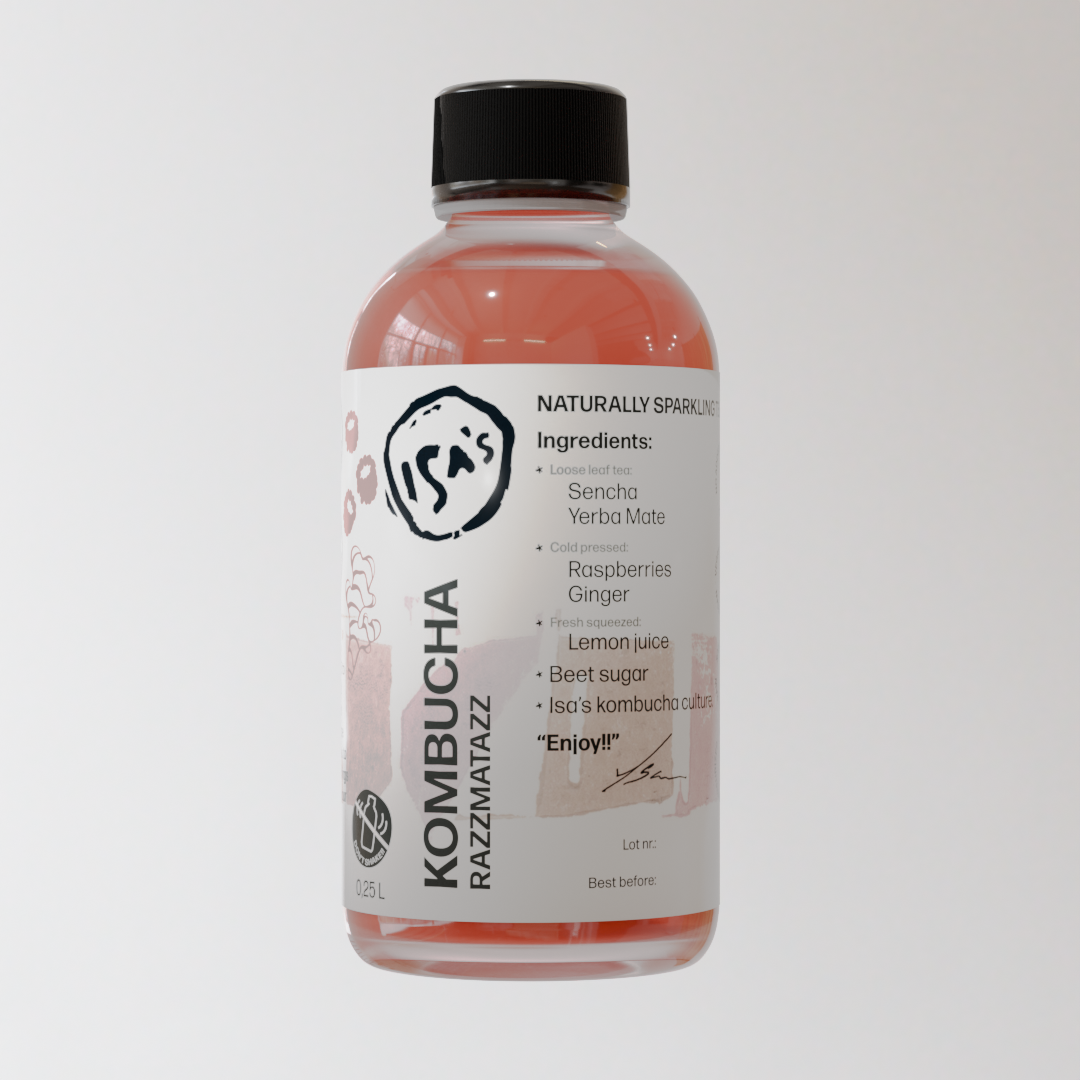 ISA'S
KOMBUCHA
RAZZMATAZZ
0,25 L
NATURALLY SPARKLING
Ingredients:
* Loose leaf tea:
Sencha
Yerba Mate
* Cold pressed:
Raspberries
Ginger
* Fresh squeezed:
Lemon juice
* Beet sugar
* Isa's kombucha culture
“Enjoy!!”
Isa
Lot nr.:
Best before: